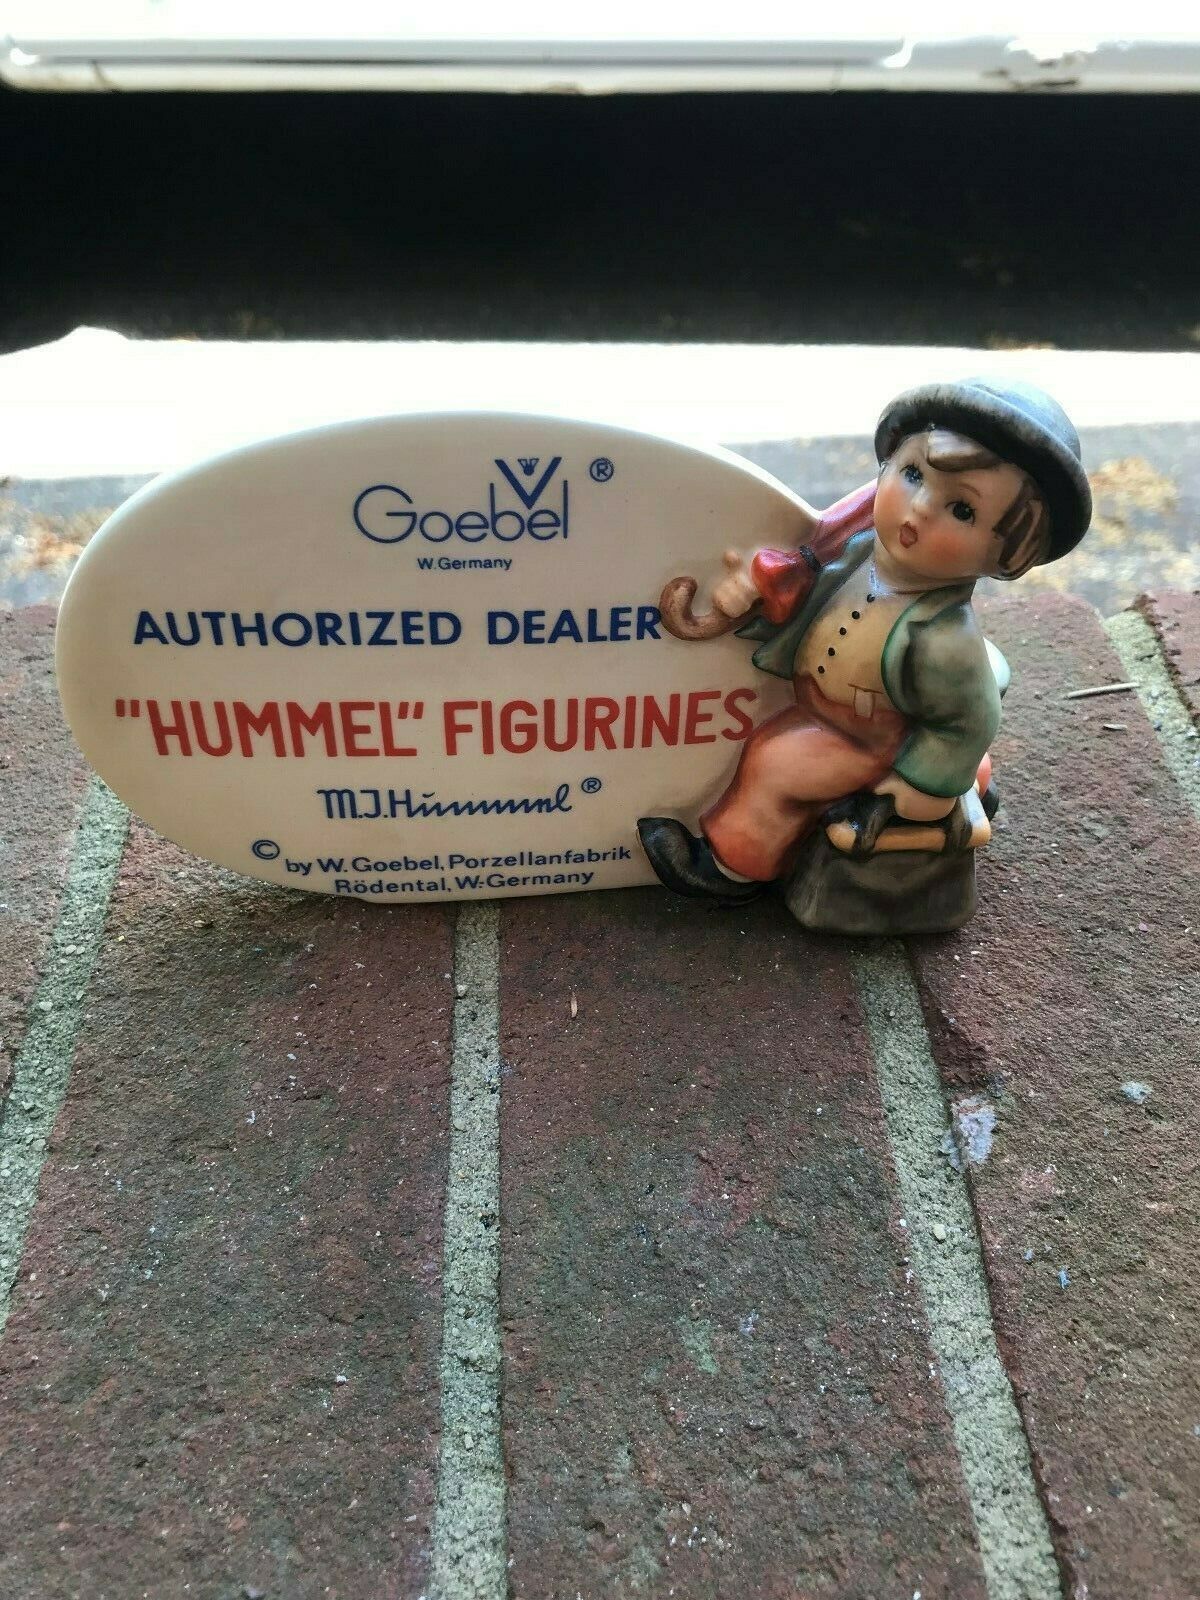 Goebel ®
W.Germany
AUTHORIZED DEALER
"HUMMEL" FIGURINES
M.J.Hummel ®
© by W. Goebel, Porzellanfabrik
Rödental, W.-Germany